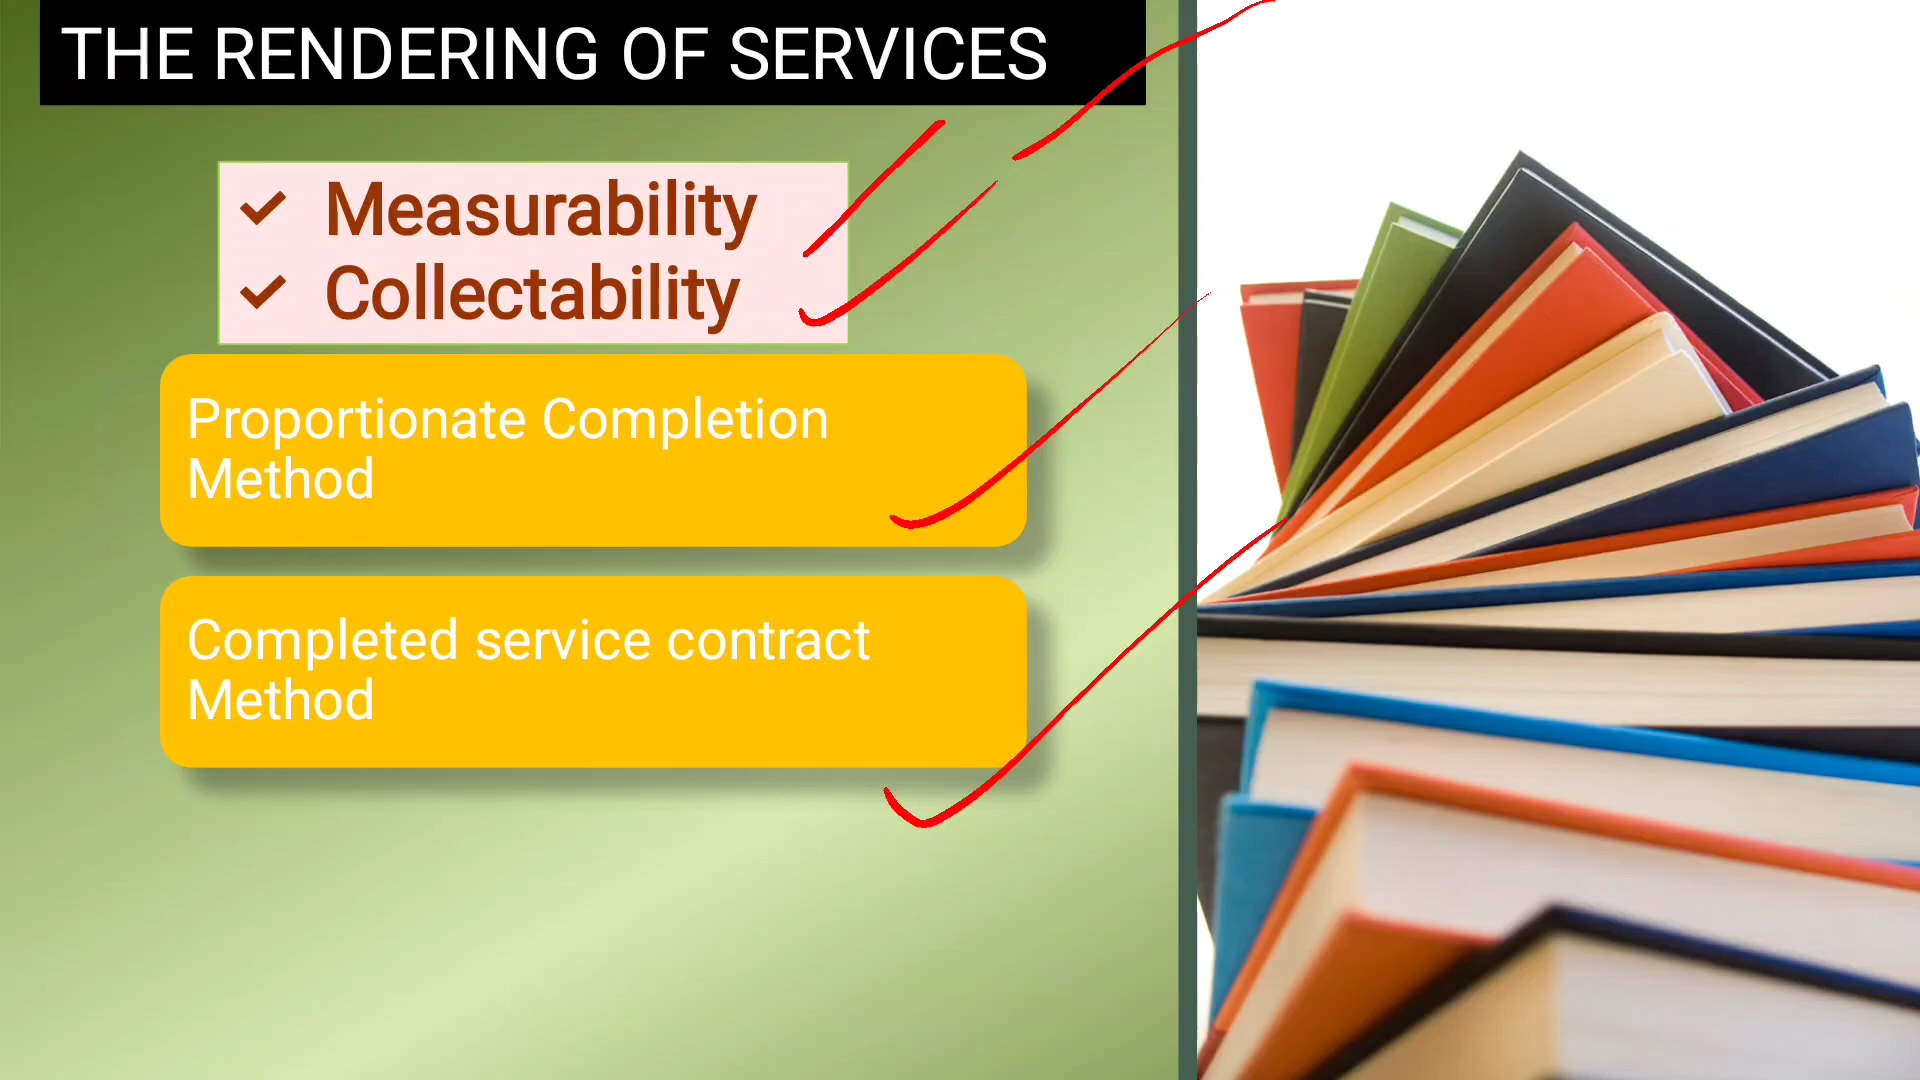 THE RENDERING OF SERVICES
Measurability
Collectability
Proportionate Completion
Method
Completed service contract
Method